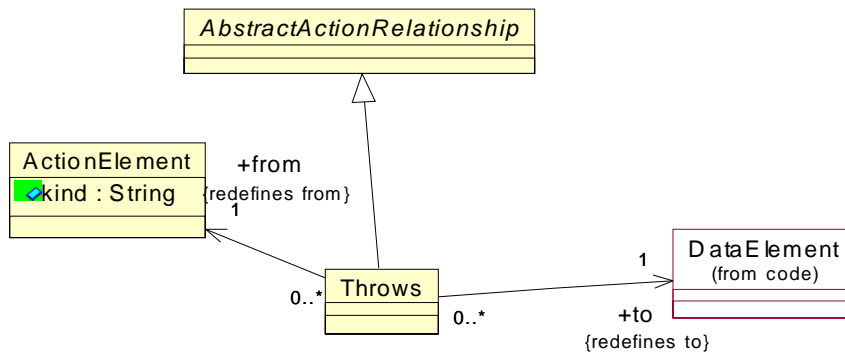 AbstractActionRelationship
ActionElement
kind : String
+from
{redefines from}
1
0..*
Throws
0..*
1
DataElement
(from code)
+to
{redefines to}